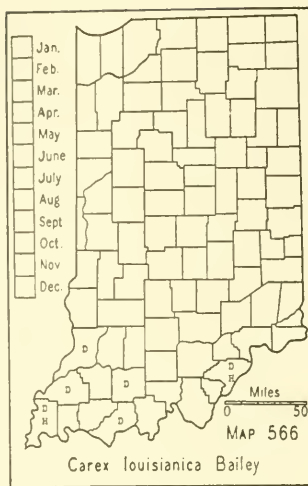 Jan.
Feb.
Mar.
Apr.
May
June
July
Aug
Sept
Oct.
Nov
Dec.
D
D
D
D
H
D
H
D
Miles
0 50
MAP 566
Carex louisianica Bailey